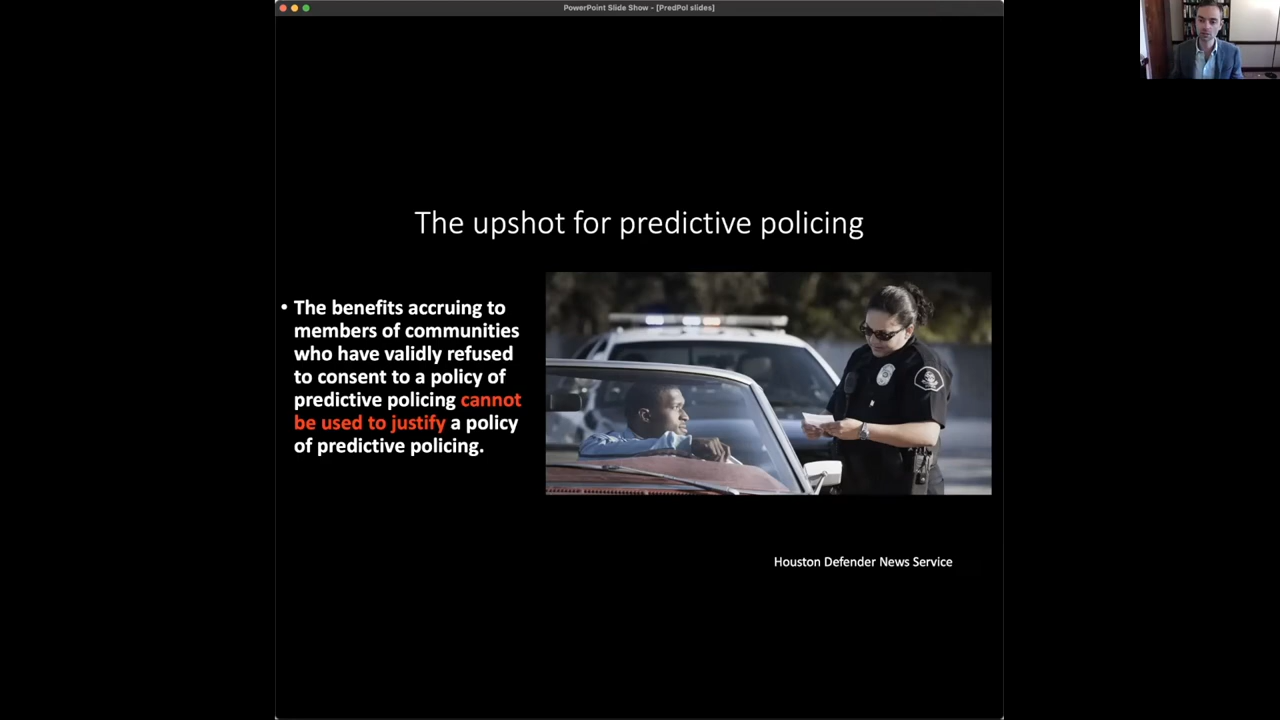 PowerPoint Slide Show - [PredPol slides]
The upshot for predictive policing
• The benefits accruing to
members of communities
who have validly refused
to consent to a policy of
predictive policing cannot
be used to justify a policy
of predictive policing.
Houston Defender News Service